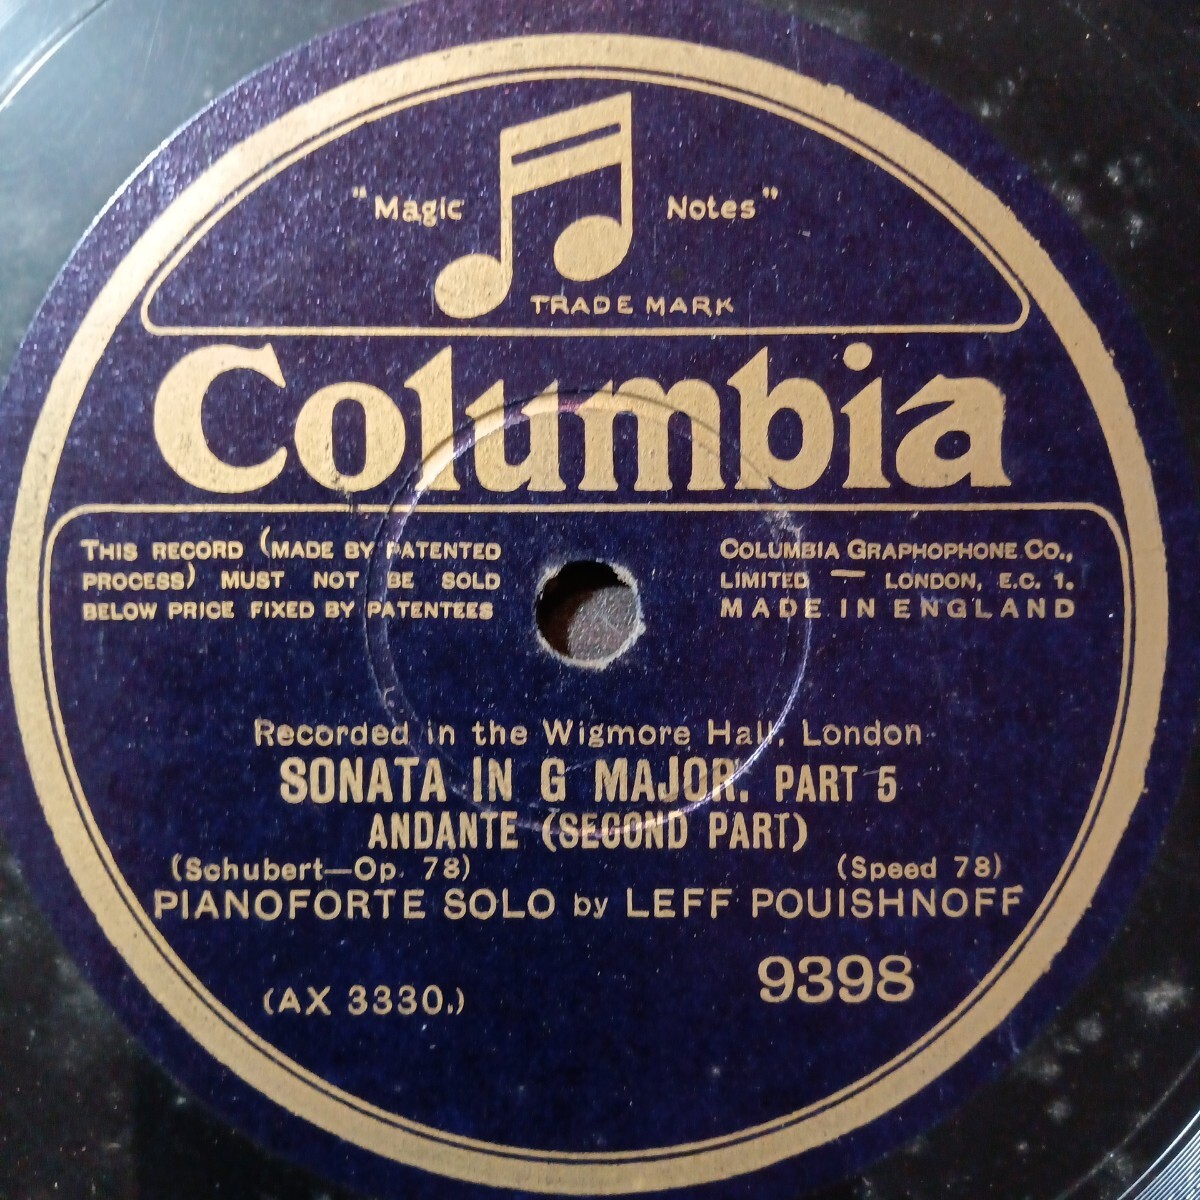 "Magic Notes"
TRADE MARK
Columbia
THIS RECORD (MADE BY PATENTED
PROCESS) MUST NOT BE SOLD
BELOW PRICE FIXED BY PATENTEES
COLUMBIA GRAPHOPHONE CO.,
LIMITED — LONDON, E.C. 1.
MADE IN ENGLAND
Recorded in the Wigmore Hall, London
SONATA IN G MAJOR. PART 5
ANDANTE (SECOND PART)
(Schubert—Op. 78) (Speed 78)
PIANOFORTE SOLO by LEFF POUISHNOFF
(AX 3330.) 9398